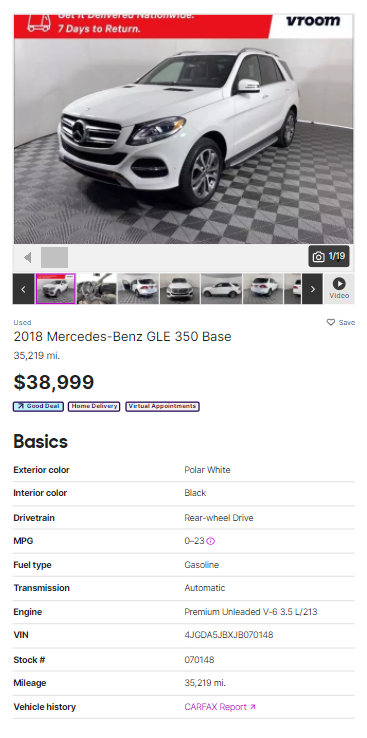 Get it Delivered Nationwide.
7 Days to Return.
vroom
1/19
Video
Used
Save
2018 Mercedes-Benz GLE 350 Base
35,219 mi.
$38,999
Good Deal
Home Delivery
Virtual Appointments
Basics
Exterior color Polar White
Interior color Black
Drivetrain Rear-wheel Drive
MPG 0–23
Fuel type Gasoline
Transmission Automatic
Engine Premium Unleaded V-6 3.5 L/213
VIN 4JGDA5JBXJB070148
Stock # 070148
Mileage 35,219 mi.
Vehicle history CARFAX Report